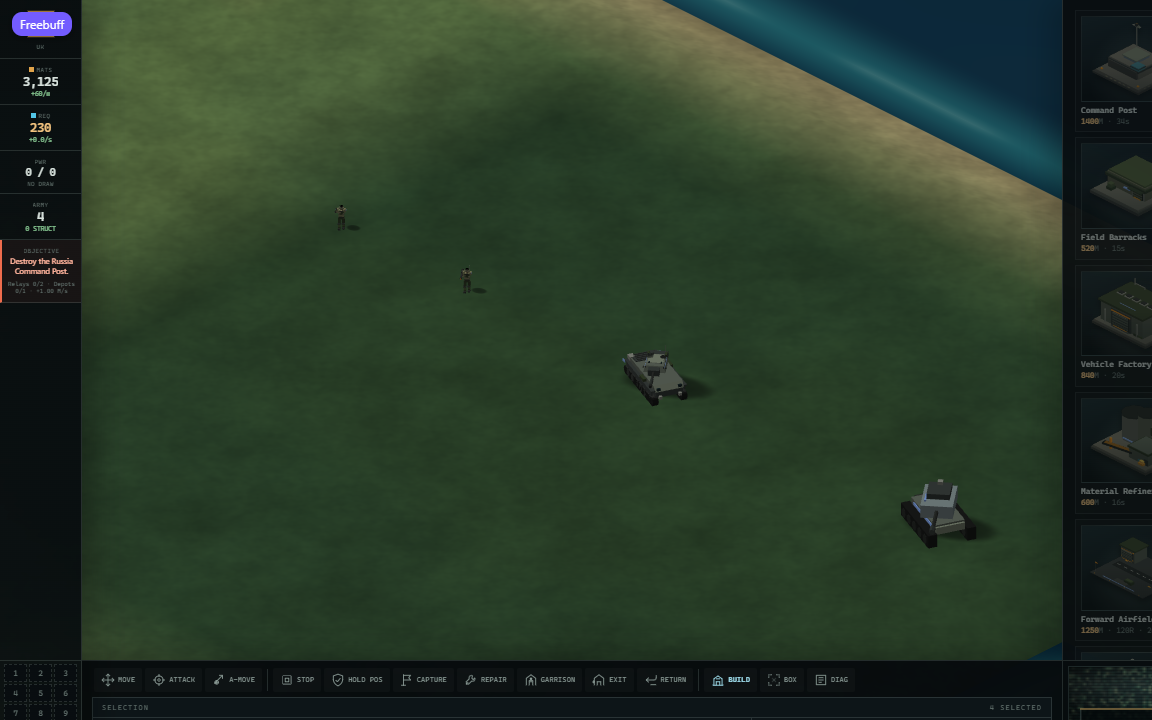 Freebuff
UK
MATS
3,125
+60/m
REQ
230
+0.0/s
PWR
0 / 0
NO DRAW
ARMY
4
0 STRUCT
OBJECTIVE
Destroy the Russia
Command Post.
Relays 0/2 · Depots
0/1 · +1.00 M/s
Command Post
1400M · 34s
Field Barracks
520M · 15s
Vehicle Factory
840M · 20s
Material Refine
600M · 16s
Forward Airfiel
1250M · 120R · 2
1 2 3
4 5 6
7 8 9
MOVE ATTACK A-MOVE STOP HOLD POS CAPTURE REPAIR GARRISON EXIT RETURN BUILD BOX DIAG
SELECTION
4 SELECTED